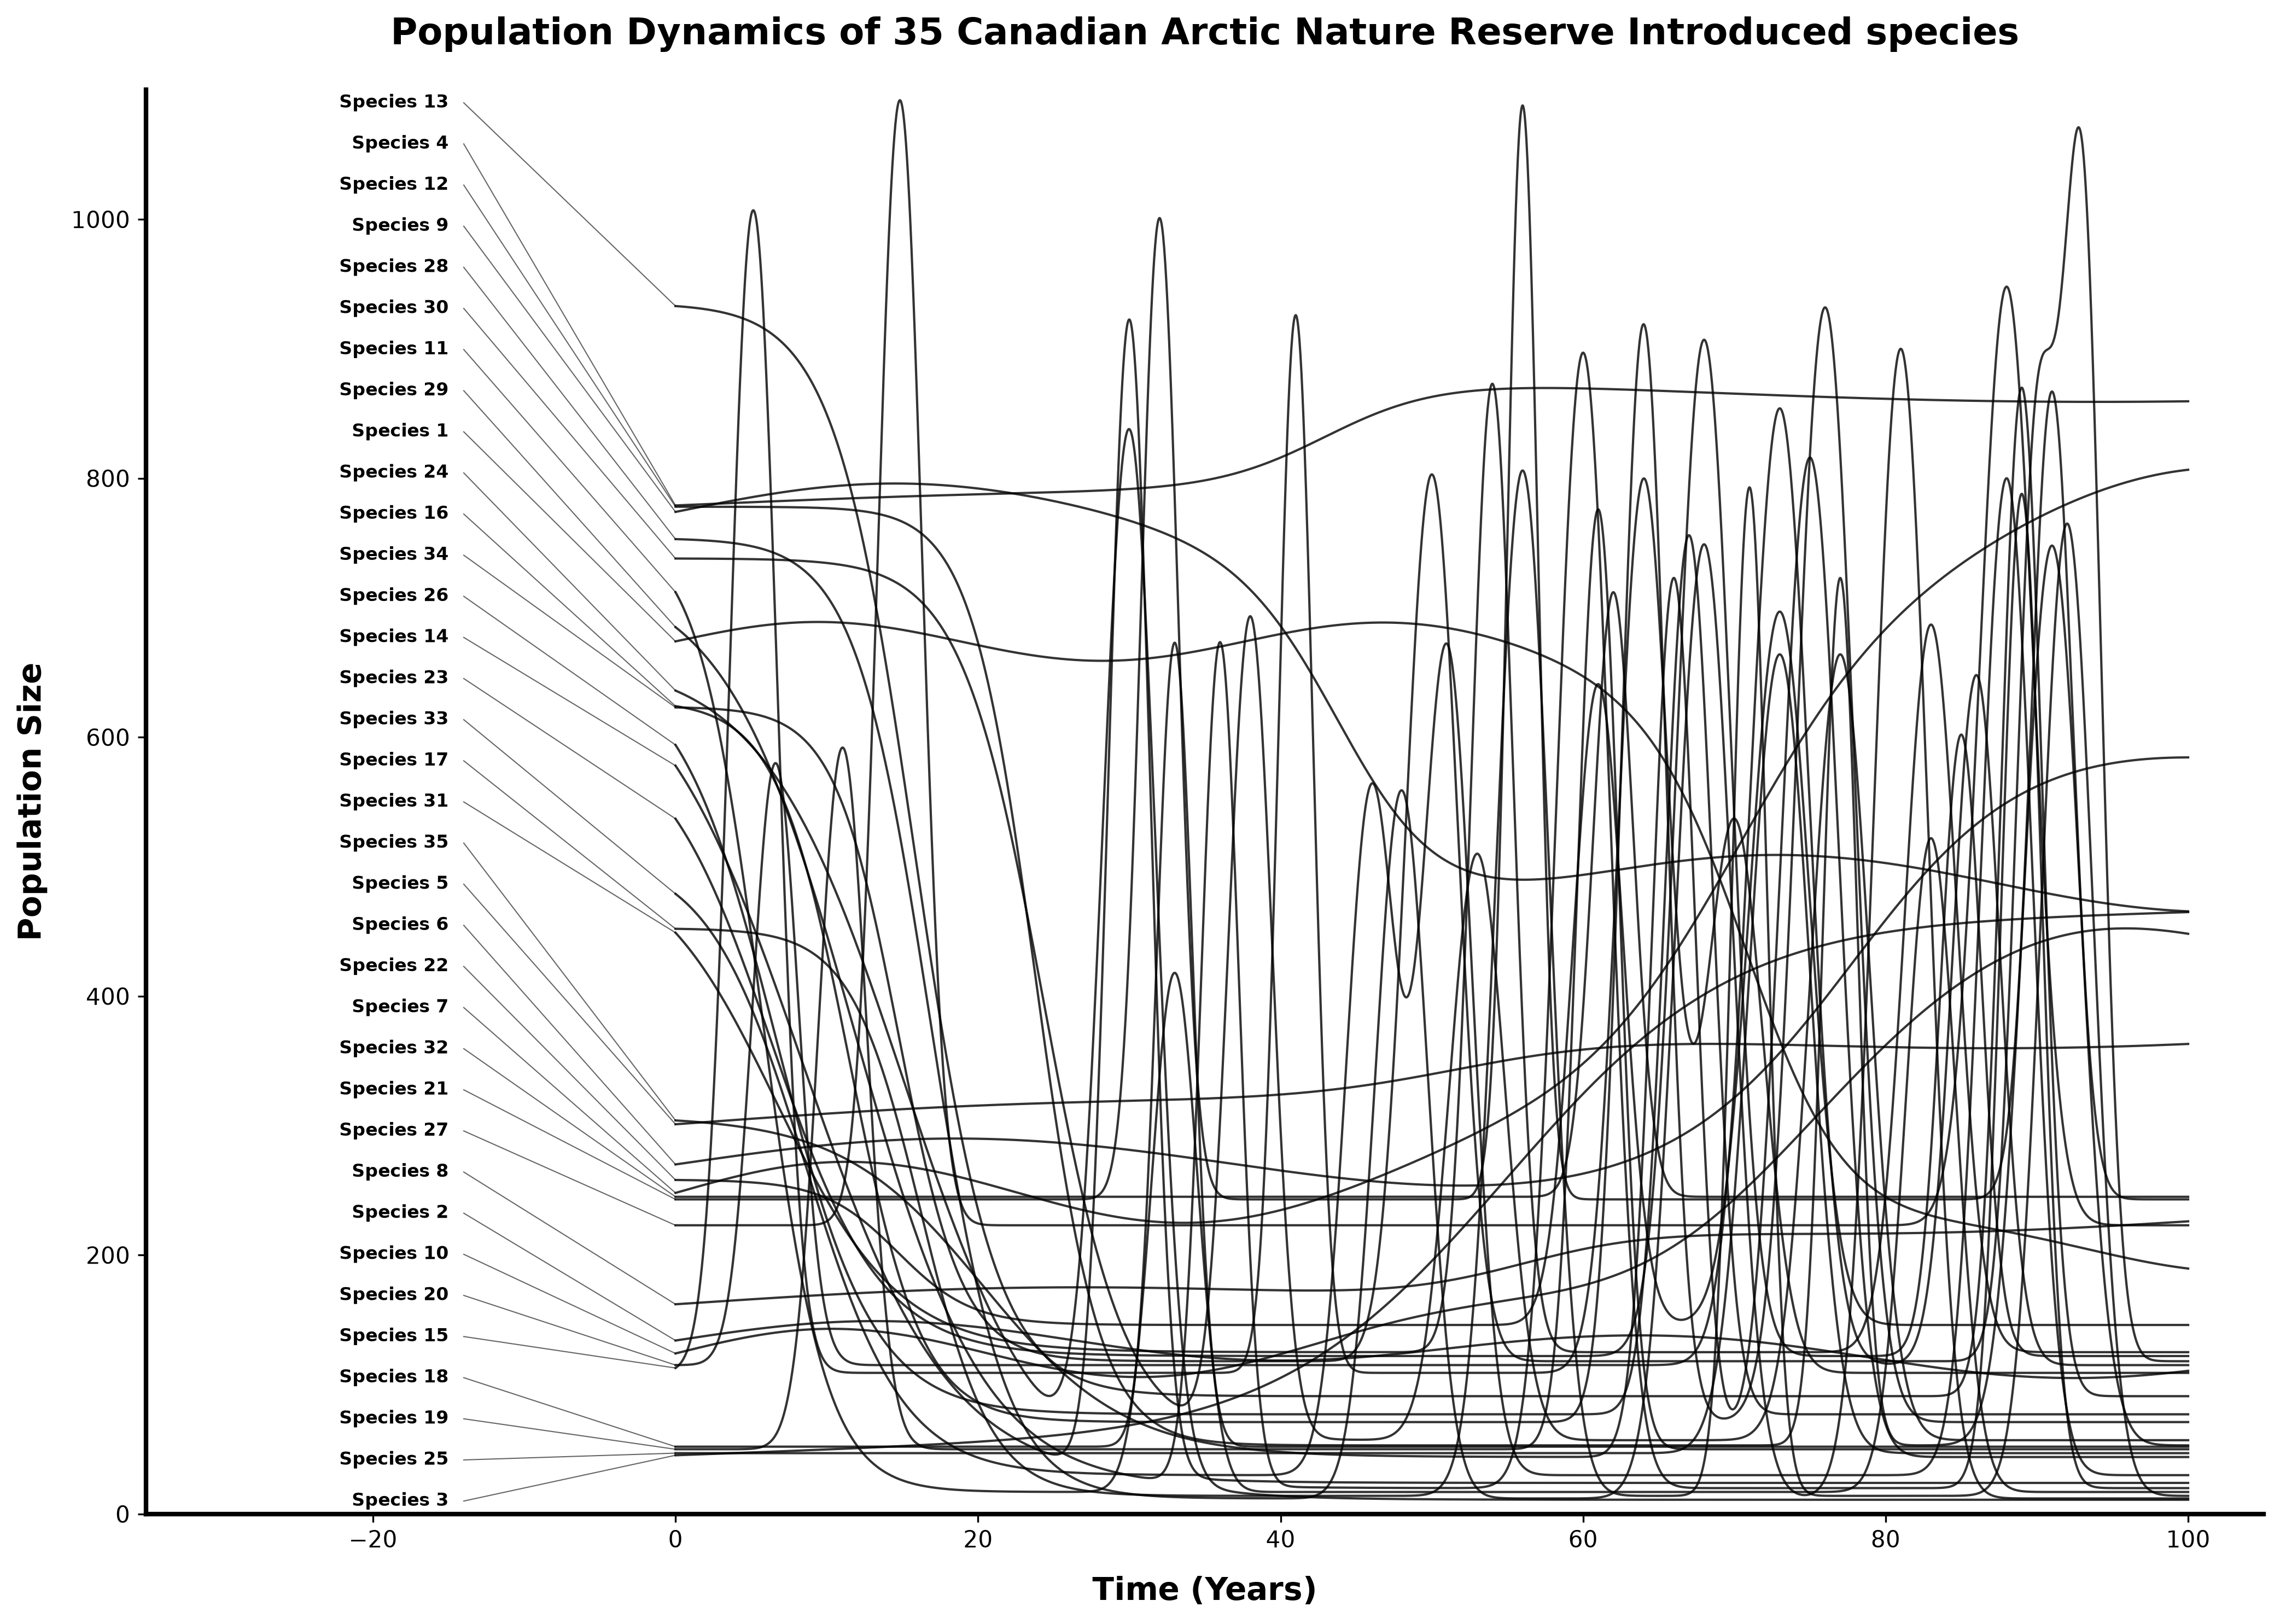 Population Dynamics of 35 Canadian Arctic Nature Reserve Introduced species
Population Size
1000
800
600
400
200
0
Species 13
Species 4
Species 12
Species 9
Species 28
Species 30
Species 11
Species 29
Species 1
Species 24
Species 16
Species 34
Species 26
Species 14
Species 23
Species 33
Species 17
Species 31
Species 35
Species 5
Species 6
Species 22
Species 7
Species 32
Species 21
Species 27
Species 8
Species 2
Species 10
Species 20
Species 15
Species 18
Species 19
Species 25
Species 3
−20 0 20 40 60 80 100
Time (Years)